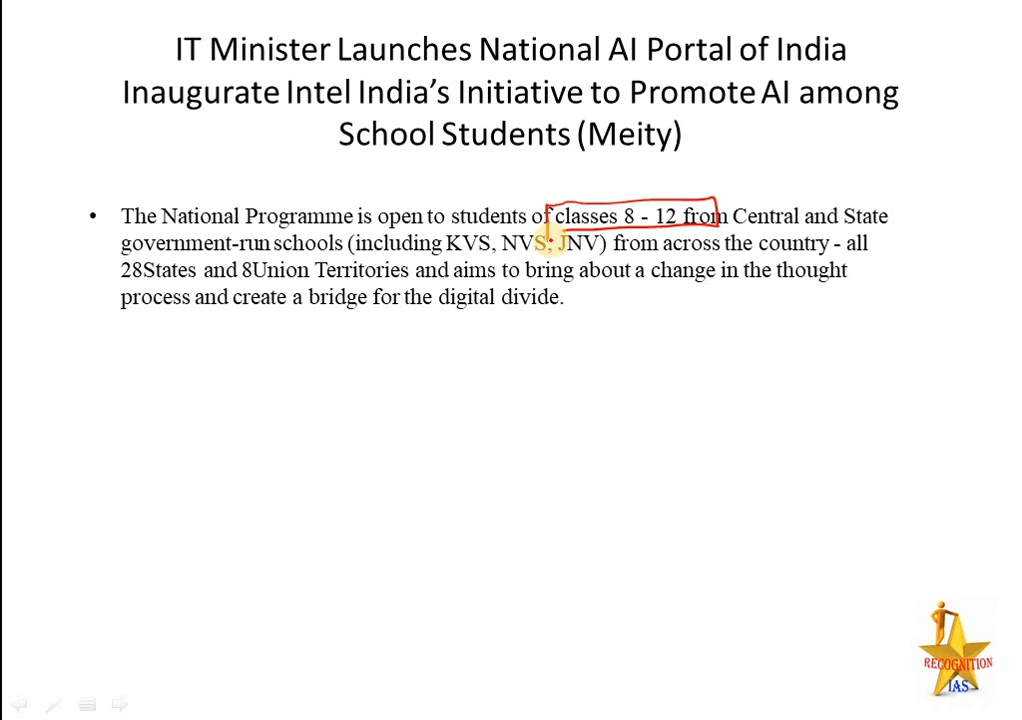 IT Minister Launches National AI Portal of India
Inaugurate Intel India's Initiative to Promote AI among
School Students (Meity)
• The National Programme is open to students of classes 8 - 12 from Central and State
government-run schools (including KVS, NVS, JNV) from across the country - all
28States and 8Union Territories and aims to bring about a change in the thought
process and create a bridge for the digital divide.
RECOGNITION
IAS